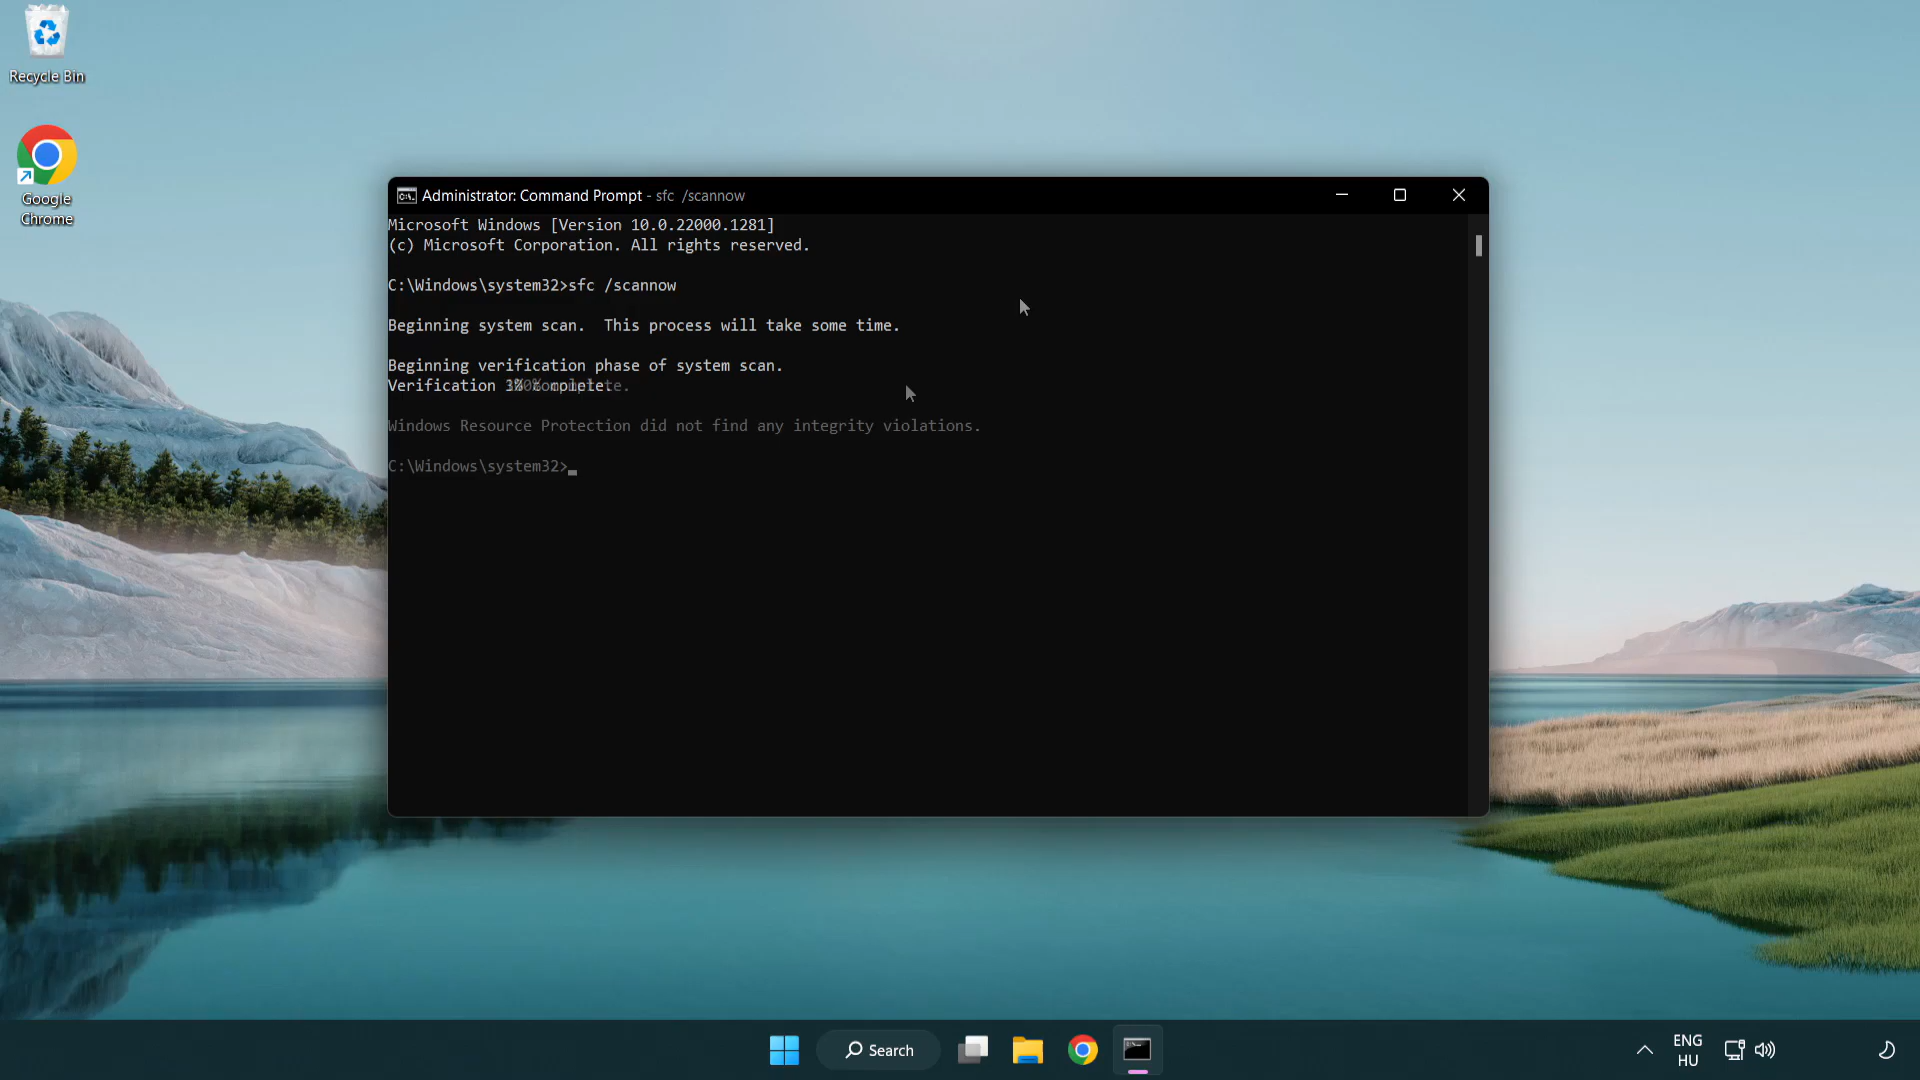 Recycle Bin
Google
Chrome
Administrator: Command Prompt - sfc /scannow
Microsoft Windows [Version 10.0.22000.1281]
(c) Microsoft Corporation. All rights reserved.
C:\Windows\system32>sfc /scannow
Beginning system scan.  This process will take some time.
Beginning verification phase of system scan.
Verification
Windows Resource Protection did not find any integrity violations.
C:\Windows\system32>
Search
ENG
HU